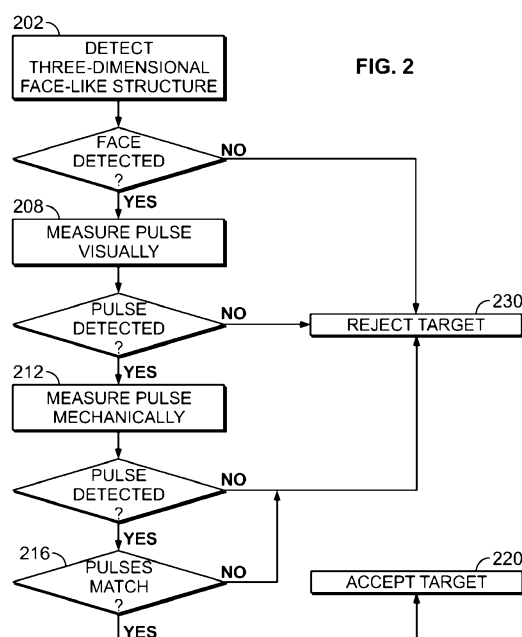 202
DETECT
THREE-DIMENSIONAL
FACE-LIKE STRUCTURE
FIG. 2
FACE
DETECTED
?
NO
YES
208
MEASURE PULSE
VISUALLY
PULSE
DETECTED
?
NO
230
REJECT TARGET
YES
212
MEASURE PULSE
MECHANICALLY
PULSE
DETECTED
?
NO
YES
216
PULSES
MATCH
?
NO
220
ACCEPT TARGET
YES